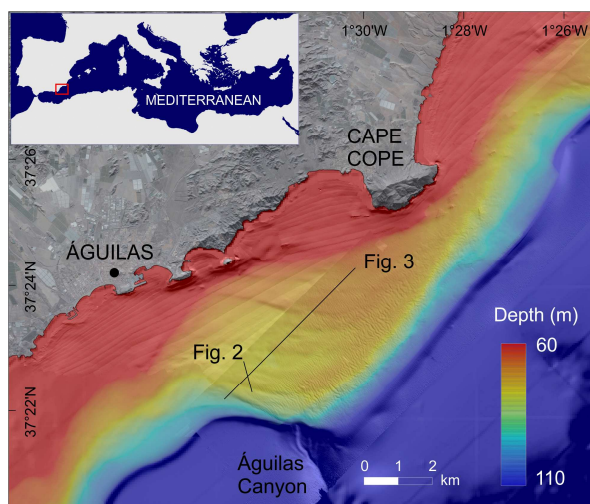 MEDITERRANEAN
1°30'W
1°28'W
1°26'W
37°26'
37°24'N
37°22'N
CAPE
COPE
ÁGUILAS
Fig. 3
Fig. 2
Depth (m)
60
110
Águilas
Canyon
0 1 2
km